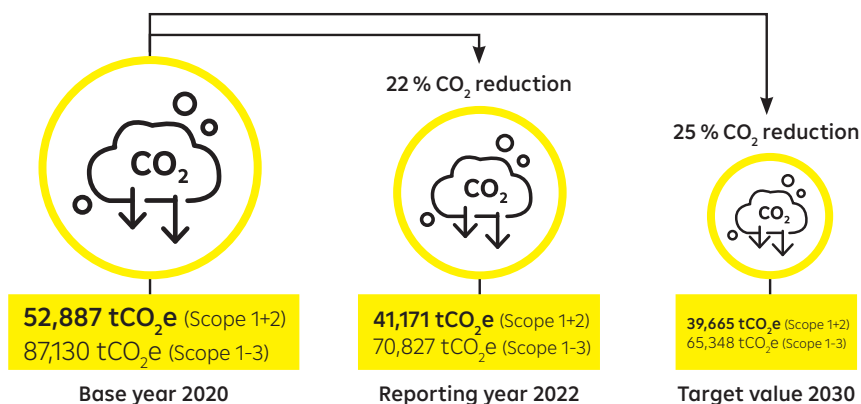 22 % CO₂ reduction
25 % CO₂ reduction
CO₂
CO₂
CO₂
52,887 tCO₂e (Scope 1+2)
87,130 tCO₂e (Scope 1-3)
41,171 tCO₂e (Scope 1+2)
70,827 tCO₂e (Scope 1-3)
39,665 tCO₂e (Scope 1+2)
65,348 tCO₂e (Scope 1-3)
Base year 2020
Reporting year 2022
Target value 2030